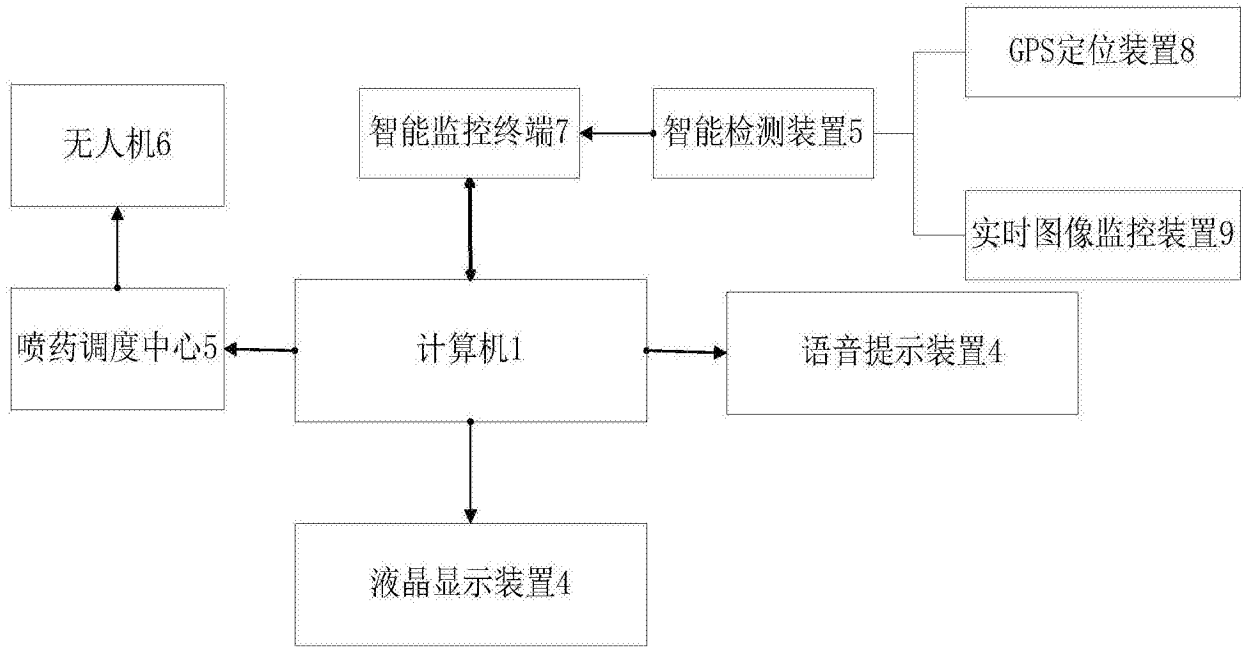 GPS定位装置8
无人机6
智能监控终端7
智能检测装置5
实时图像监控装置9
喷药调度中心5
计算机1
语音提示装置4
液晶显示装置4